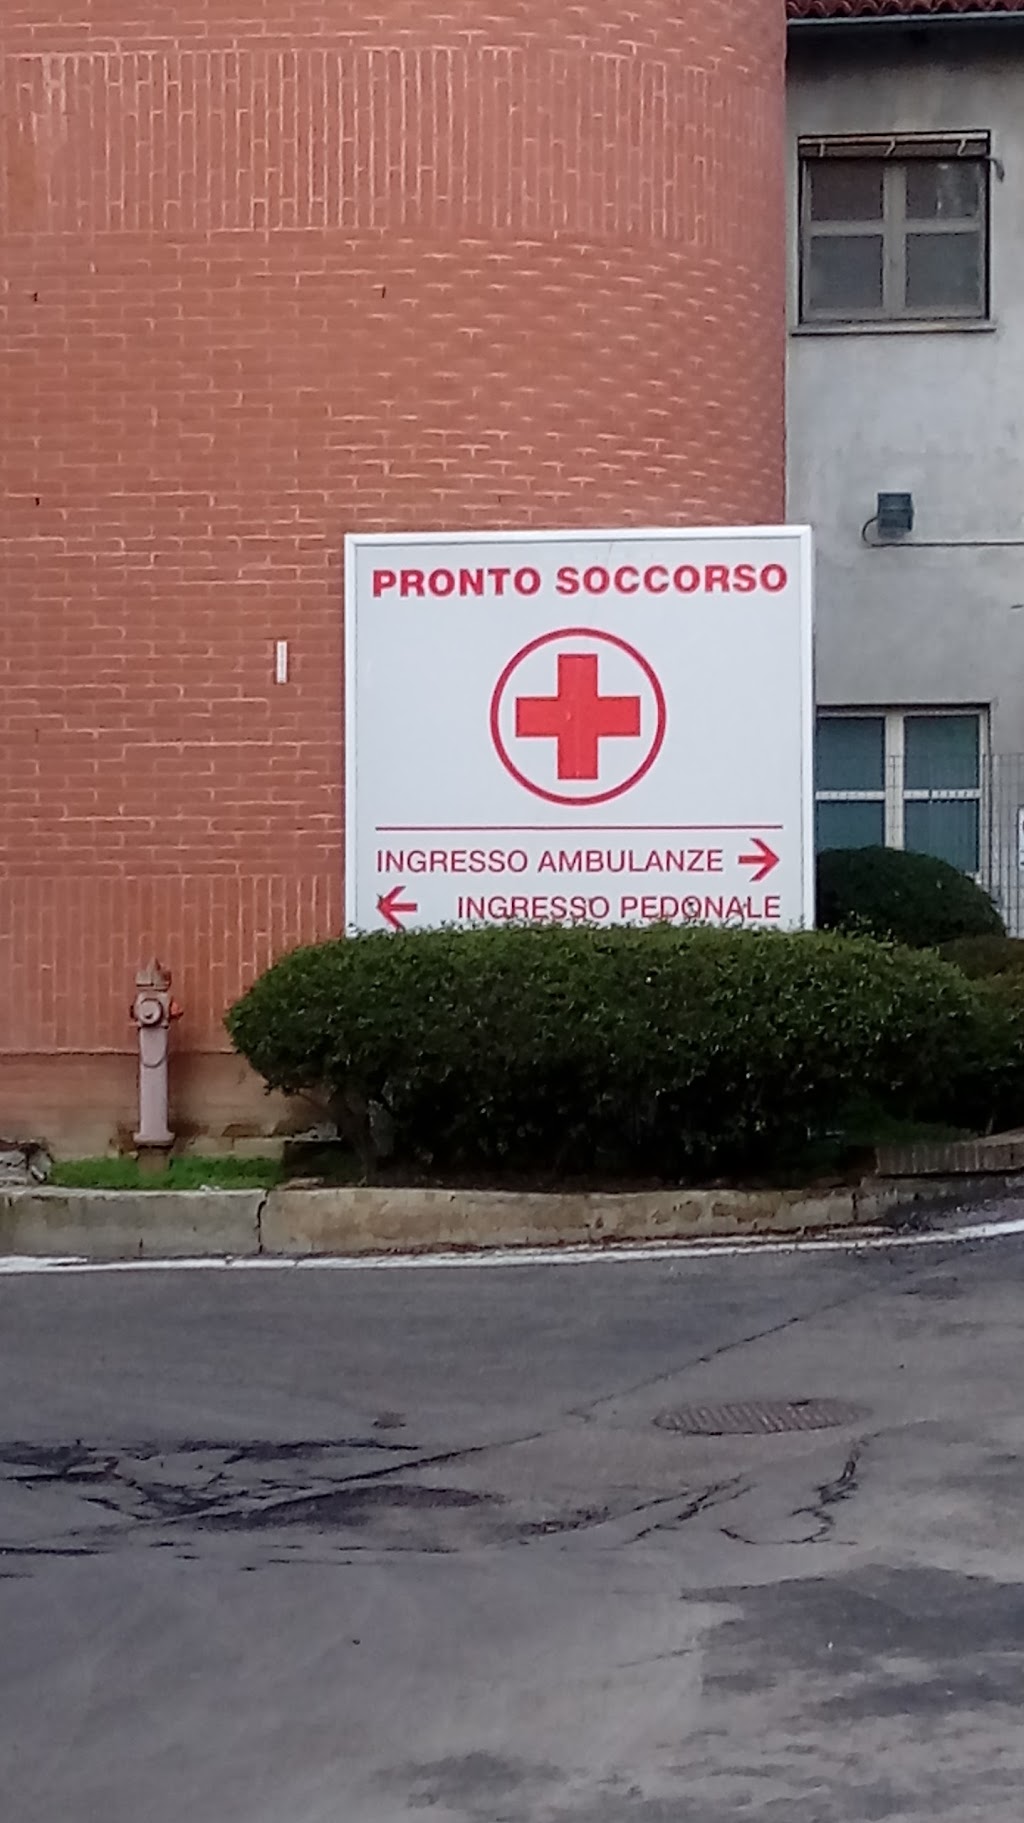 PRONTO SOCCORSO
INGRESSO AMBULANZE
INGRESSO PEDONALE